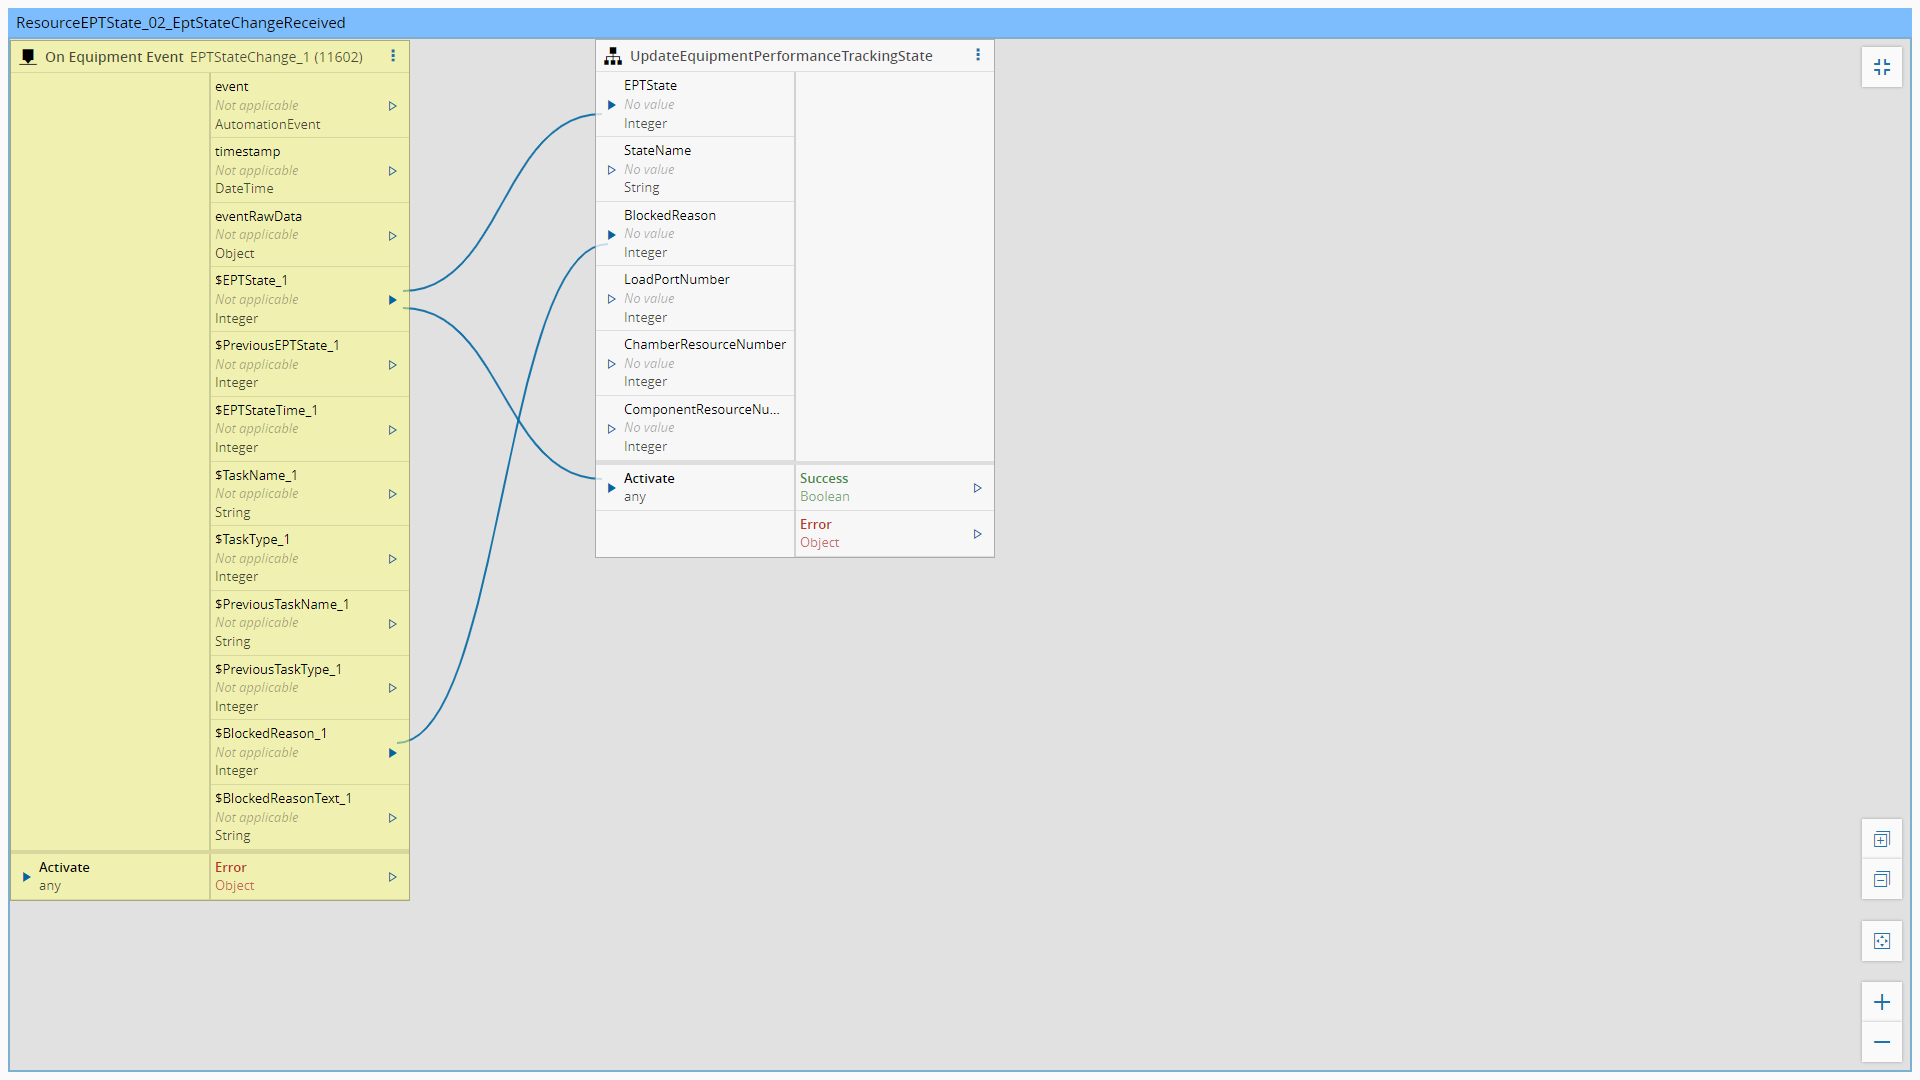 ResourceEPTState_02_EptStateChangeReceived
On Equipment Event EPTStateChange_1 (11602)
event
Not applicable
AutomationEvent
timestamp
Not applicable
DateTime
eventRawData
Not applicable
Object
$EPTState_1
Not applicable
Integer
$PreviousEPTState_1
Not applicable
Integer
$EPTStateTime_1
Not applicable
Integer
$TaskName_1
Not applicable
String
$TaskType_1
Not applicable
Integer
$PreviousTaskName_1
Not applicable
String
$PreviousTaskType_1
Not applicable
Integer
$BlockedReason_1
Not applicable
Integer
$BlockedReasonText_1
Not applicable
String
Activate
any
Error
Object
UpdateEquipmentPerformanceTrackingState
EPTState
No value
Integer
StateName
No value
String
BlockedReason
No value
Integer
LoadPortNumber
No value
Integer
ChamberResourceNumber
No value
Integer
ComponentResourceNu...
No value
Integer
Activate
any
Success
Boolean
Error
Object